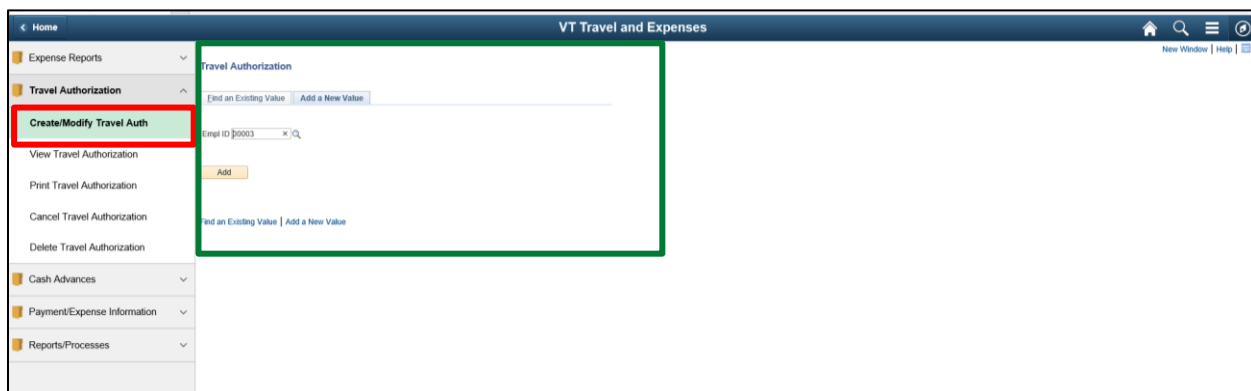 Home
VT Travel and Expenses
New Window | Help |
Expense Reports
Travel Authorization
Create/Modify Travel Auth
View Travel Authorization
Print Travel Authorization
Cancel Travel Authorization
Delete Travel Authorization
Cash Advances
Payment/Expense Information
Reports/Processes
Travel Authorization
Find an Existing Value
Add a New Value
Empl ID 00003
Add
Find an Existing Value | Add a New Value